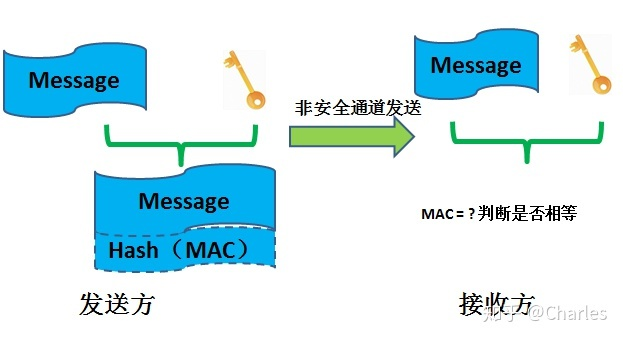 Message
Message
非安全通道发送
Message
Hash（MAC）
MAC = ? 判断是否相等
发送方
接收方
知乎 @Charles